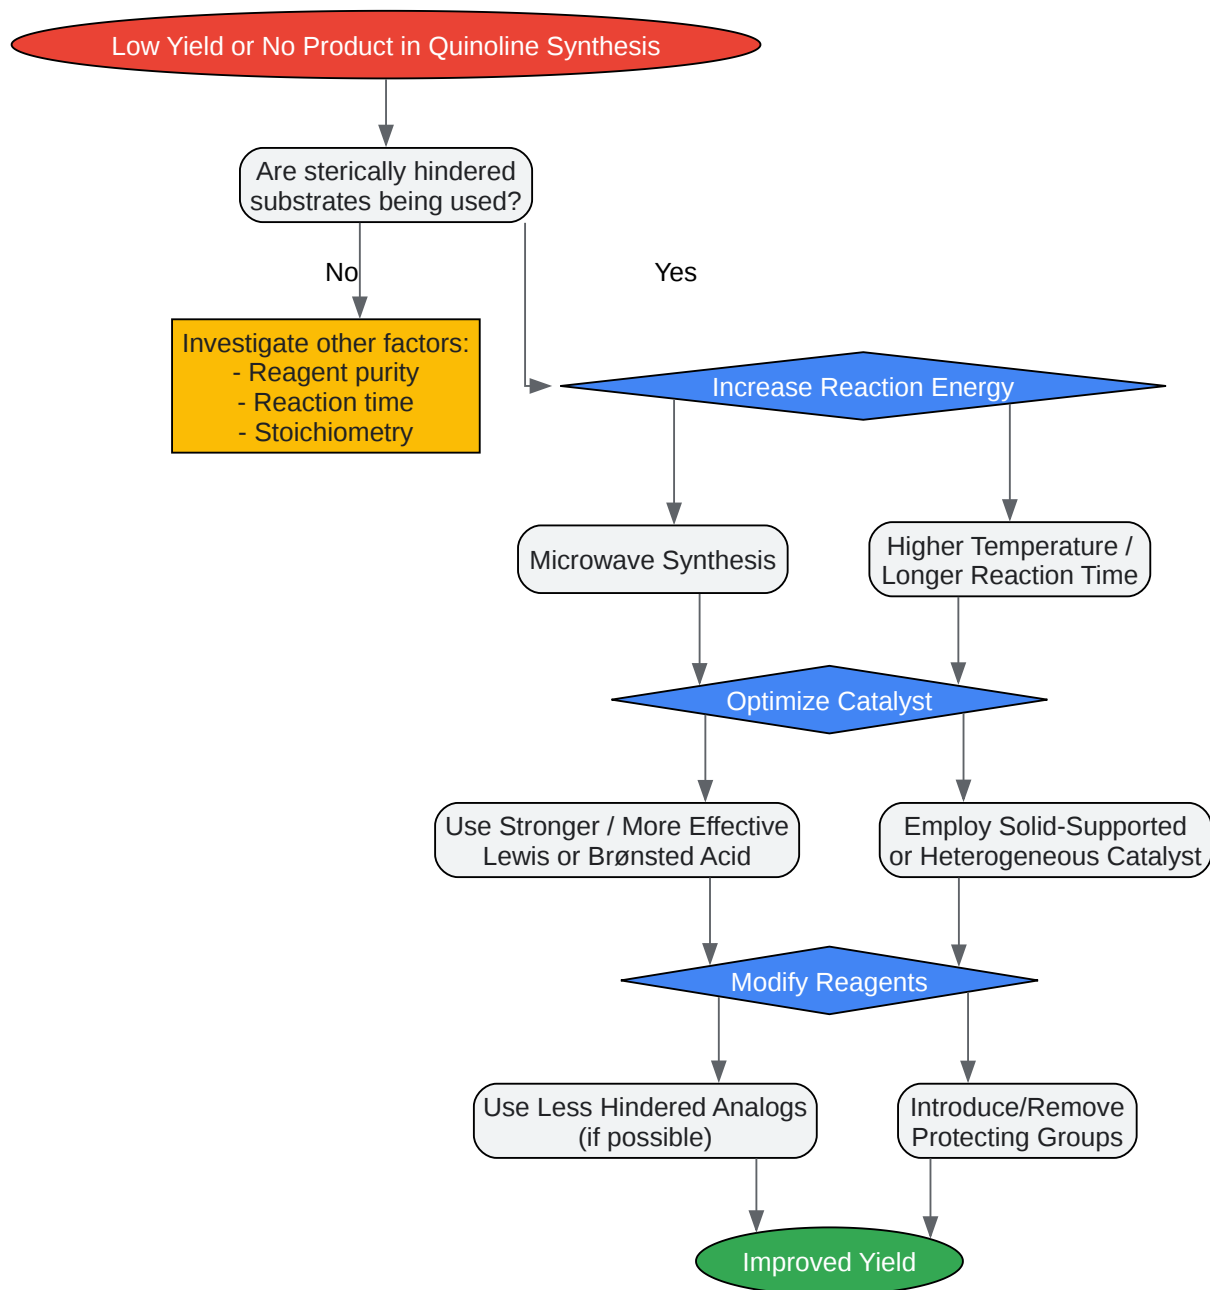 Low Yield or No Product in Quinoline Synthesis
Are sterically hindered
substrates being used?
No
Yes
Investigate other factors:
- Reagent purity
- Reaction time
- Stoichiometry
Increase Reaction Energy
Microwave Synthesis
Higher Temperature /
Longer Reaction Time
Optimize Catalyst
Use Stronger / More Effective
Lewis or Brønsted Acid
Employ Solid-Supported
or Heterogeneous Catalyst
Modify Reagents
Use Less Hindered Analogs
(if possible)
Introduce/Remove
Protecting Groups
Improved Yield